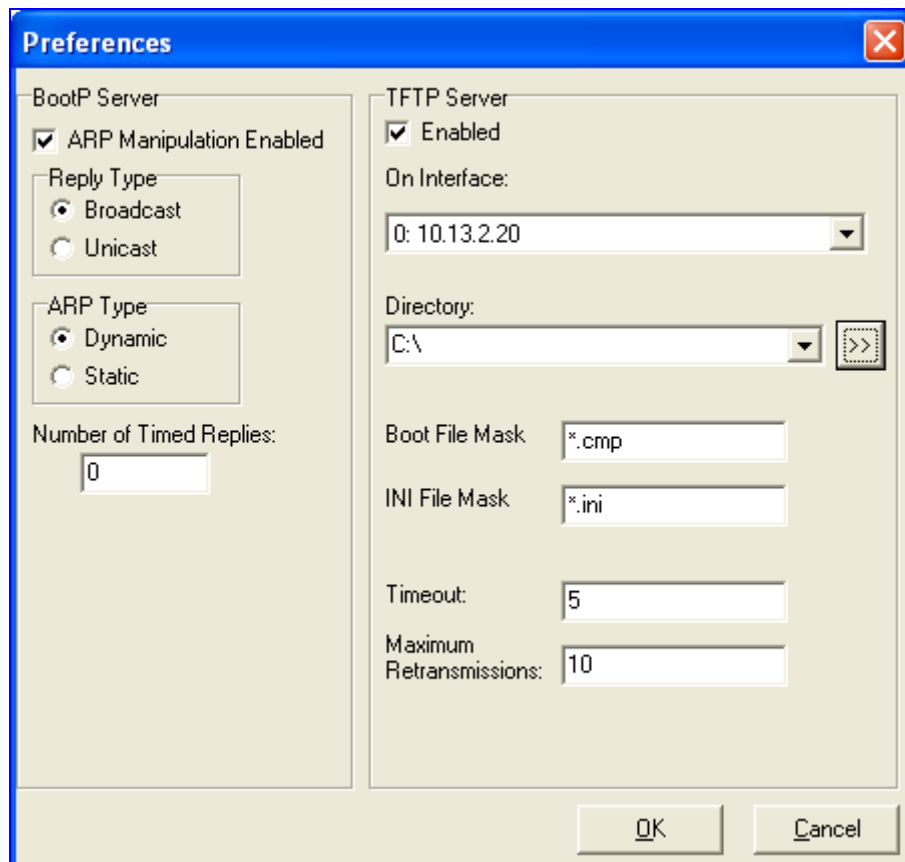 Preferences
BootP Server
ARP Manipulation Enabled
Reply Type
Broadcast
Unicast
ARP Type
Dynamic
Static
Number of Timed Replies:
0
TFTP Server
Enabled
On Interface:
0: 10.13.2.20
Directory:
C:\
>>
Boot File Mask
*.cmp
INI File Mask
*.ini
Timeout:
5
Maximum
Retransmissions:
10
OK
Cancel